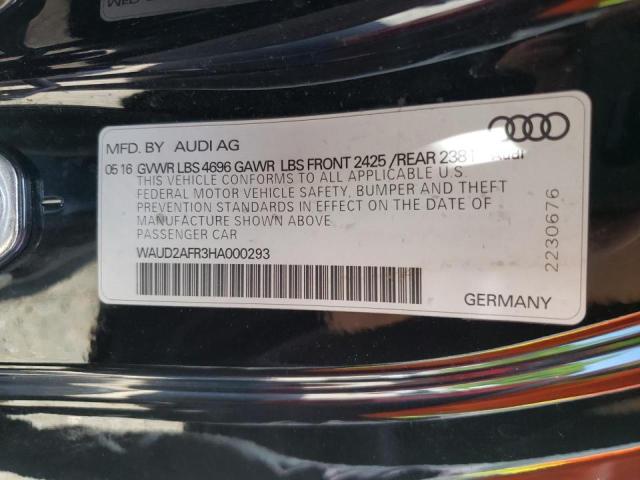 MFD. BY AUDI AG
05 16 GVWR LBS 4696 GAWR LBS FRONT 2425 /REAR 2381 Audi
THIS VEHICLE CONFORMS TO ALL APPLICABLE U.S.
FEDERAL MOTOR VEHICLE SAFETY, BUMPER AND THEFT
PREVENTION STANDARDS IN EFFECT ON THE DATE OF
MANUFACTURE SHOWN ABOVE
PASSENGER CAR
WAUD2AFR3HA000293
GERMANY
2230676